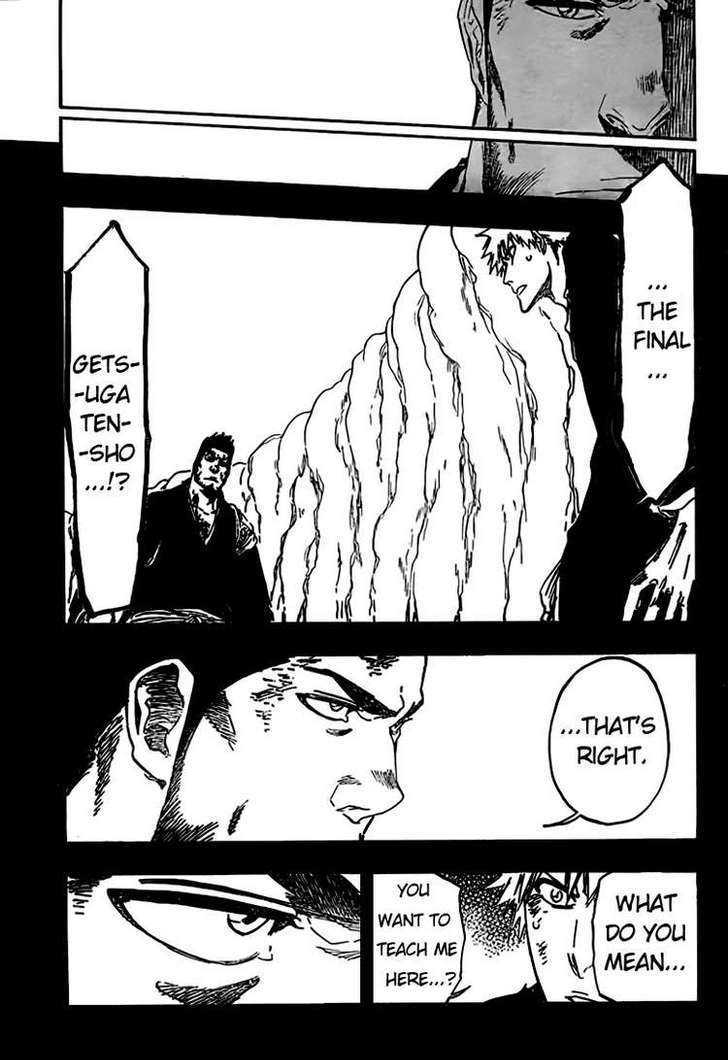 ...
THE
FINAL
...
GETS-
-UGA
TEN-
-SHO
...!?
...THAT'S
RIGHT.
WHAT
DO YOU
MEAN...
YOU
WANT TO
TEACH ME
HERE...?